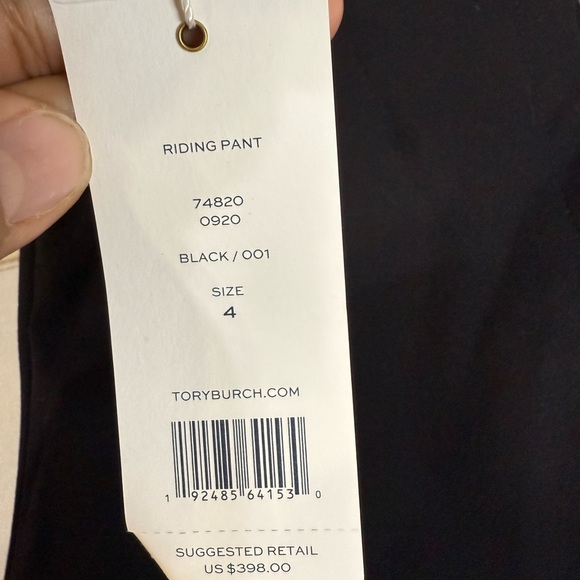 RIDING PANT
74820
0920
BLACK / 001
SIZE
4
TORYBURCH.COM
1 92485 64153 0
SUGGESTED RETAIL
US $398.00